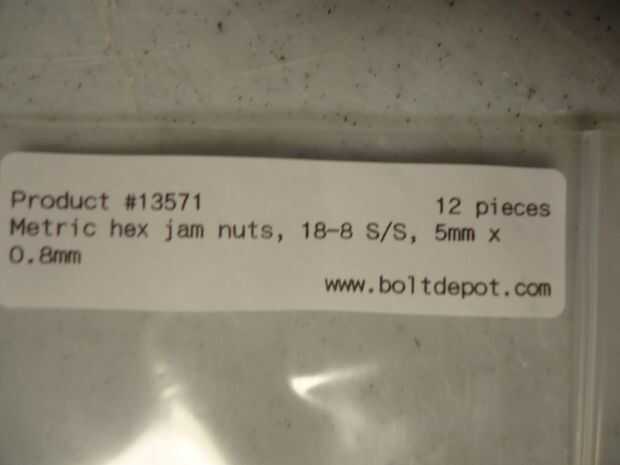 Product #13571 12 pieces
Metric hex jam nuts, 18-8 S/S, 5mm x
0.8mm
www.boltdepot.com